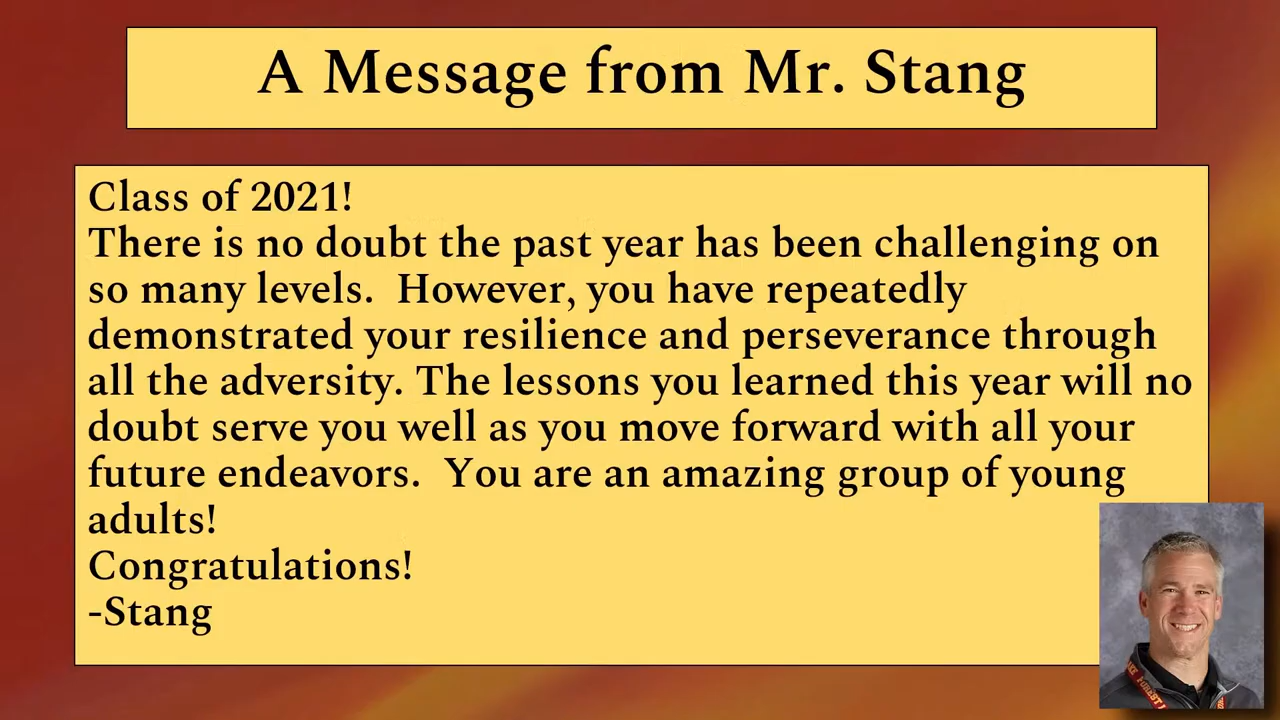 A Message from Mr. Stang
Class of 2021!
There is no doubt the past year has been challenging on
so many levels.  However, you have repeatedly
demonstrated your resilience and perseverance through
all the adversity. The lessons you learned this year will no
doubt serve you well as you move forward with all your
future endeavors.  You are an amazing group of young
adults!
Congratulations!
-Stang
FOREST